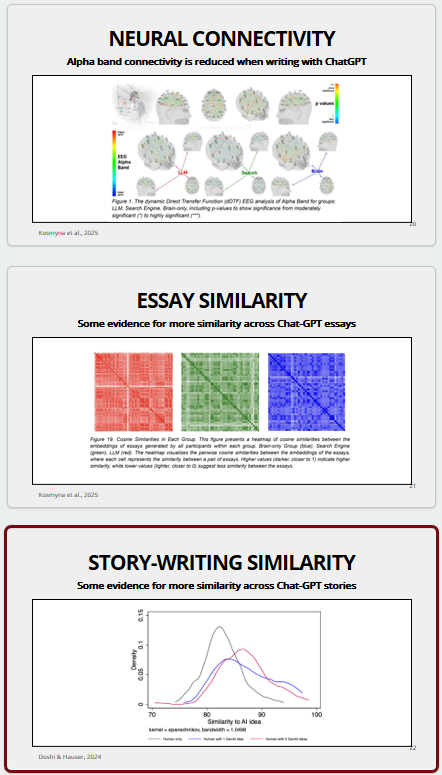 NEURAL CONNECTIVITY
Alpha band connectivity is reduced when writing with ChatGPT
p values
EEG
Alpha
Band
LLM
Search
Brain
Figure 1. The dynamic Direct Transfer Function (dDTF) EEG analysis of Alpha Band for groups:
LLM, Search Engine, Brain-only, including p-values to show significance from moderately
significant (*) to highly significant (***).
20
Kosmyna et al., 2025
ESSAY SIMILARITY
Some evidence for more similarity across Chat-GPT essays
Figure 19. Cosine Similarities in Each Group. This figure presents a heatmap of cosine similarities between the
embeddings of essays generated by all participants within each group. Brain-only Group (blue), Search Engine
(green), LLM (red). The heatmap visualizes the pairwise cosine similarities between the embeddings of the essays,
where each cell represents the similarity between a pair of essays. Higher values (darker, closer to 1) indicate higher
similarity, while lower values (lighter, closer to 0) suggest less similarity between the essays.
21
Kosmyna et al., 2025
STORY-WRITING SIMILARITY
Some evidence for more similarity across Chat-GPT stories
0.15
0.1
0.05
0
Density
70 80 90 100
Similarity to AI idea
kernel = epanechnikov, bandwidth = 1.0488
Human only Human with 1 GenAI idea Human with 5 GenAI ideas
22
Doshi & Hauser, 2024